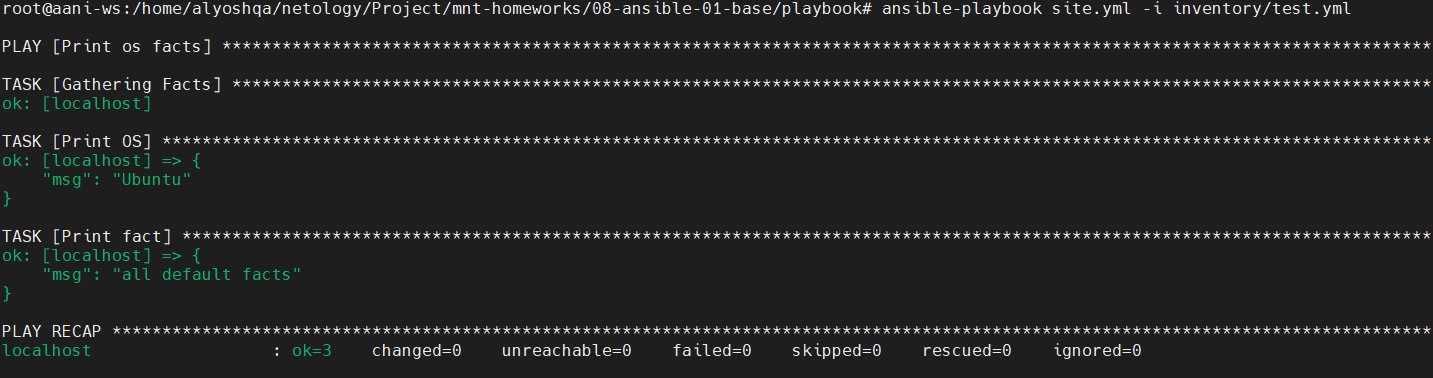 root@aani-ws:/home/alyoshqa/netology/Project/mnt-homeworks/08-ansible-01-base/playbook# ansible-playbook site.yml -i inventory/test.yml
PLAY [Print os facts] *************************************************************************************************************************
TASK [Gathering Facts] ************************************************************************************************************************
ok: [localhost]
TASK [Print OS] *******************************************************************************************************************************
ok: [localhost] => {
    "msg": "Ubuntu"
}
TASK [Print fact] *****************************************************************************************************************************
ok: [localhost] => {
    "msg": "all default facts"
}
PLAY RECAP ************************************************************************************************************************************
localhost                  : ok=3    changed=0    unreachable=0    failed=0    skipped=0    rescued=0    ignored=0